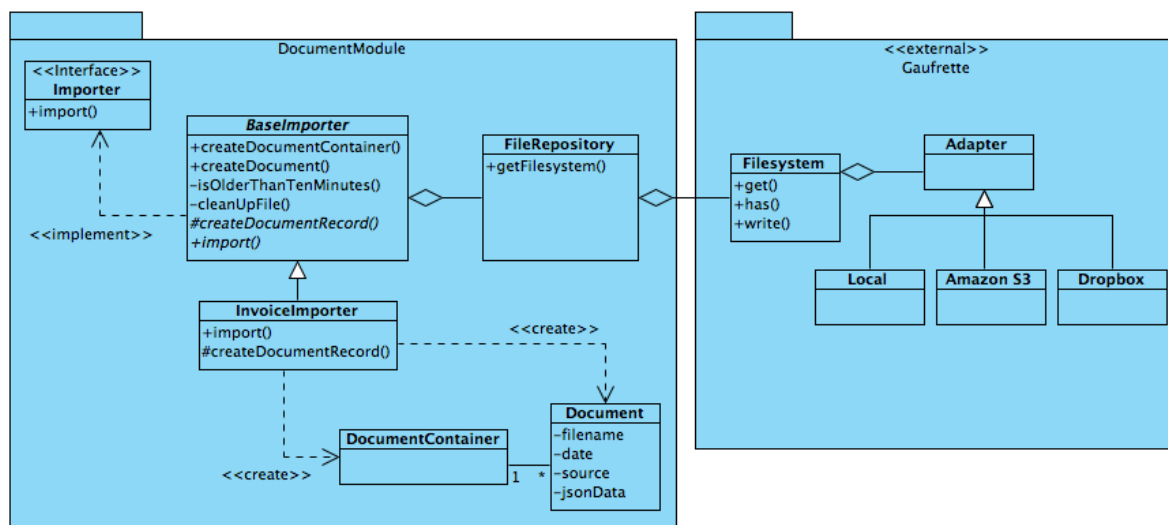 DocumentModule
<<Interface>>
Importer
+import()
<<implement>>
BaseImporter
+createDocumentContainer()
+createDocument()
-isOlderThanTenMinutes()
-cleanUpFile()
#createDocumentRecord()
+import()
FileRepository
+getFilesystem()
InvoiceImporter
+import()
#createDocumentRecord()
<<create>>
<<create>>
DocumentContainer
1
*
Document
-filename
-date
-source
-jsonData
<<external>>
Gaufrette
Filesystem
+get()
+has()
+write()
Adapter
Local
Amazon S3
Dropbox